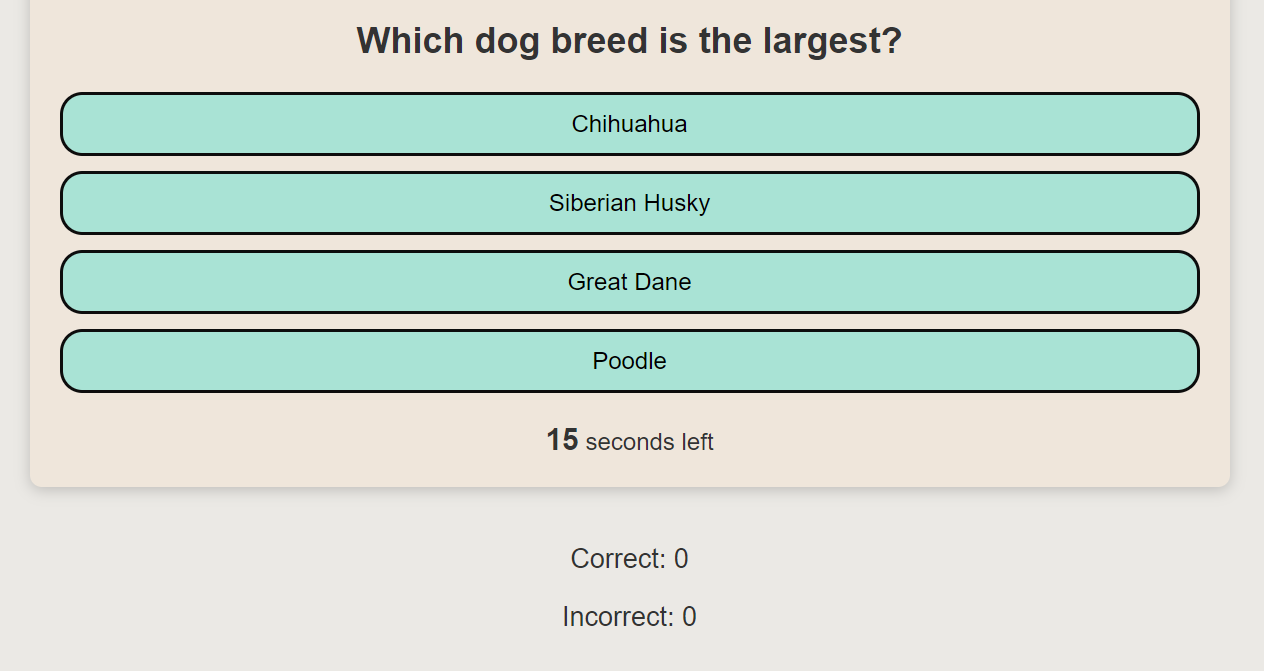 Which dog breed is the largest?
Chihuahua
Siberian Husky
Great Dane
Poodle
15 seconds left
Correct: 0
Incorrect: 0